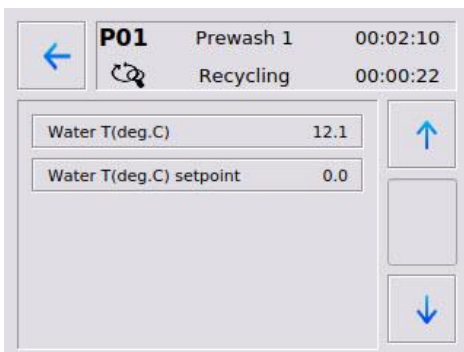 P01 Prewash 1 00:02:10
Recycling 00:00:22
Water T(deg.C) 12.1
Water T(deg.C) setpoint 0.0